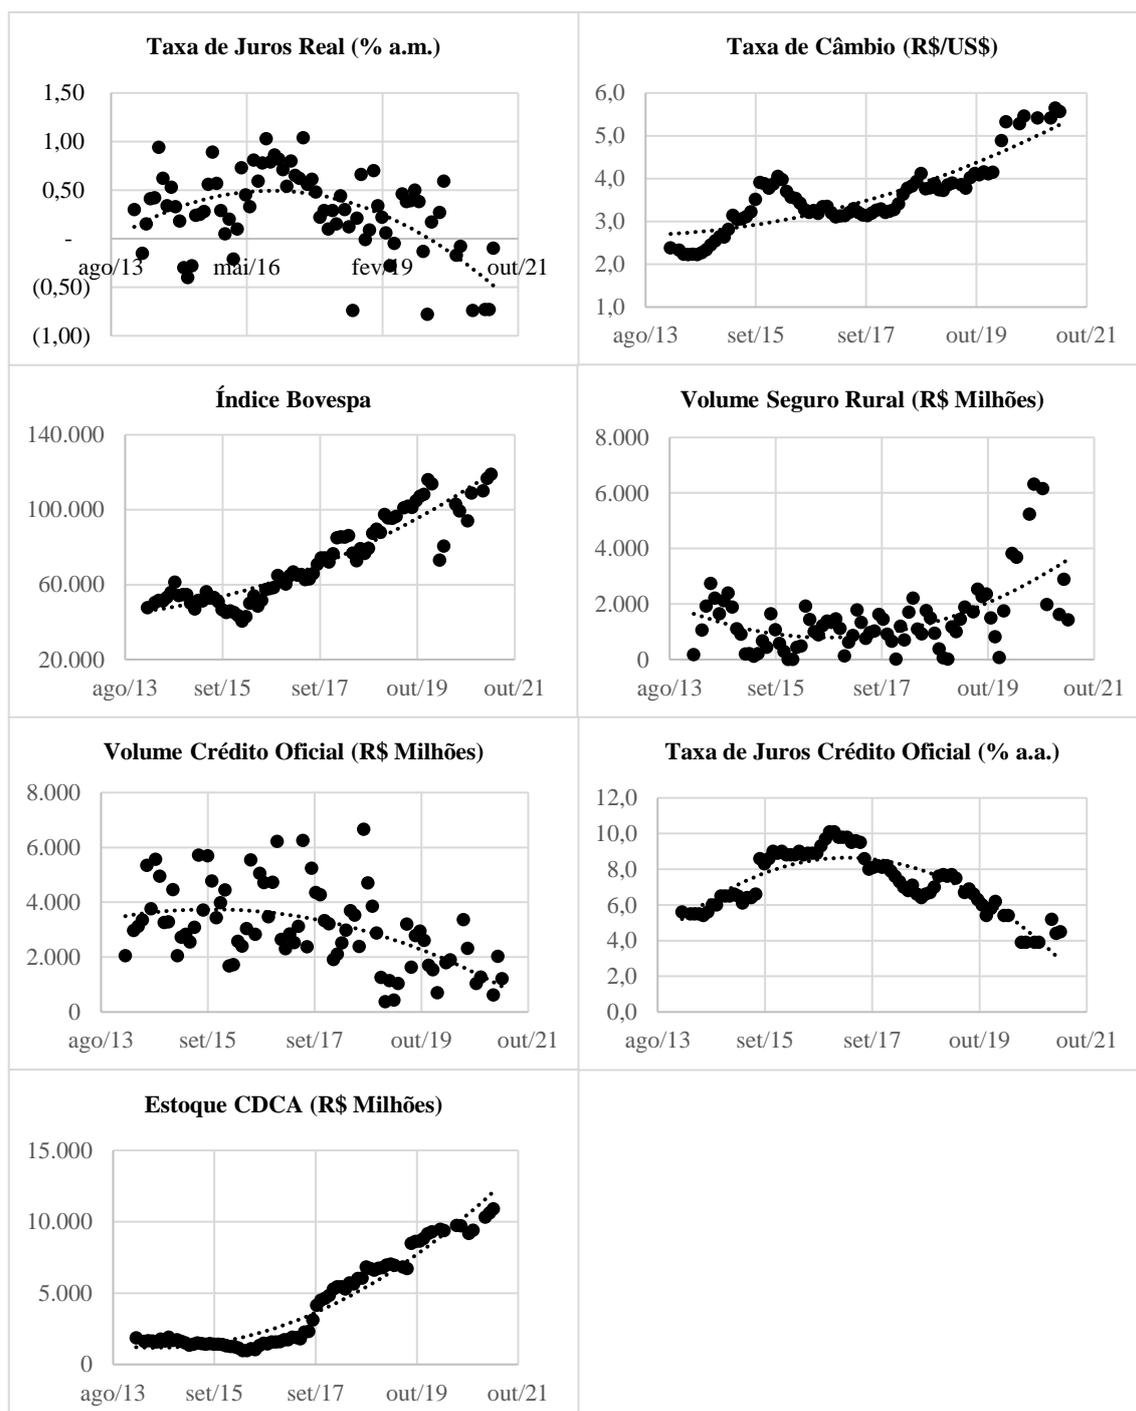 Taxa de Juros Real (% a.m.)
1,50
1,00
0,50
-
(0,50)
(1,00)
ago/13 mai/16 fev/19 out/21
Taxa de Câmbio (R$/US$)
6,0
5,0
4,0
3,0
2,0
1,0
ago/13 set/15 set/17 out/19 out/21
Índice Bovespa
140.000
100.000
60.000
20.000
ago/13 set/15 set/17 out/19 out/21
Volume Seguro Rural (R$ Milhões)
8.000
6.000
4.000
2.000
0
ago/13 set/15 set/17 out/19 out/21
Volume Crédito Oficial (R$ Milhões)
8.000
6.000
4.000
2.000
0
ago/13 set/15 set/17 out/19 out/21
Taxa de Juros Crédito Oficial (% a.a.)
12,0
10,0
8,0
6,0
4,0
2,0
0,0
ago/13 set/15 set/17 out/19 out/21
Estoque CDCA (R$ Milhões)
15.000
10.000
5.000
0
ago/13 set/15 set/17 out/19 out/21